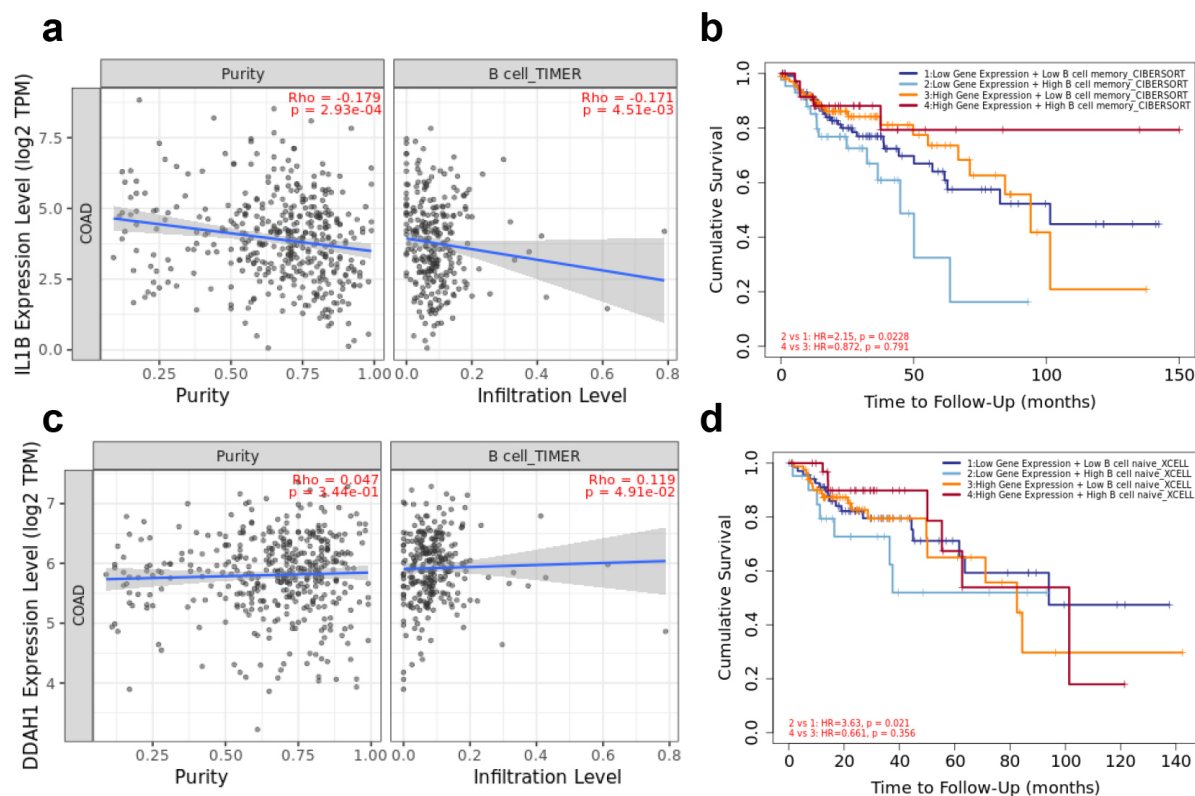 a
Purity
B cell_TIMER
Rho = -0.179
p = 2.93e-04
Rho = -0.171
p = 4.51e-03
IL1B Expression Level (log2 TPM)
COAD
7.5
5.0
2.5
0.0
0.25 0.50 0.75 1.00
0.0 0.2 0.4 0.6 0.8
Purity
Infiltration Level
b
1:Low Gene Expression + Low B cell memory_CIBERSORT
2:Low Gene Expression + High B cell memory_CIBERSORT
3:High Gene Expression + Low B cell memory_CIBERSORT
4:High Gene Expression + High B cell memory_CIBERSORT
Cumulative Survival
1.0
0.8
0.6
0.4
0.2
0.0
2 vs 1: HR=2.15, p = 0.0228
4 vs 3: HR=0.872, p = 0.791
0 50 100 150
Time to Follow-Up (months)
c
Purity
B cell_TIMER
Rho = 0.047
p = 3.44e-01
Rho = 0.119
p = 4.91e-02
DDAH1 Expression Level (log2 TPM)
COAD
7
6
5
4
0.25 0.50 0.75 1.00
0.0 0.2 0.4 0.6 0.8
Purity
Infiltration Level
d
1:Low Gene Expression + Low B cell naive_XCELL
2:Low Gene Expression + High B cell naive_XCELL
3:High Gene Expression + Low B cell naive_XCELL
4:High Gene Expression + High B cell naive_XCELL
Cumulative Survival
1.0
0.8
0.6
0.4
0.2
0.0
2 vs 1: HR=3.63, p = 0.021
4 vs 3: HR=0.661, p = 0.356
0 20 40 60 80 100 120 140
Time to Follow-Up (months)